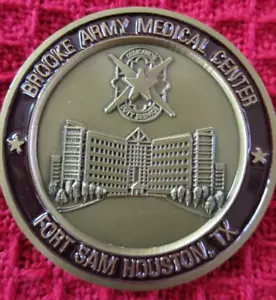 BROOKE ARMY MEDICAL CENTER
FORT SAM HOUSTON, TX